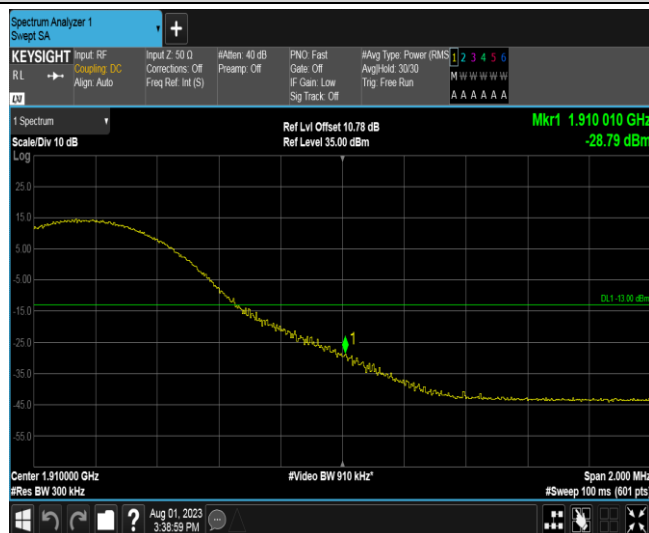 Spectrum Analyzer 1
Swept SA
KEYSIGHT
RL
LXI
Input: RF
Coupling: DC
Align: Auto
Input Z: 50 Ω
Corrections: Off
Freq Ref: Int (S)
#Atten: 40 dB
Preamp: Off
PNO: Fast
Gate: Off
IF Gain: Low
Sig Track: Off
#Avg Type: Power (RMS
Avg|Hold: 30/30
Trig: Free Run
1 2 3 4 5 6
M W W W W W
A A A A A A
1 Spectrum
Scale/Div 10 dB
Ref Lvl Offset 10.78 dB
Ref Level 35.00 dBm
Mkr1 1.910 010 GHz
-28.79 dBm
Log
25.0
15.0
5.00
-5.00
DL1 -13.00 dBm
-15.0
-25.0
1
-35.0
-45.0
-55.0
Center 1.910000 GHz
#Video BW 910 kHz*
Span 2.000 MHz
#Res BW 300 kHz
#Sweep 100 ms (601 pts)
?
Aug 01, 2023
3:38:59 PM